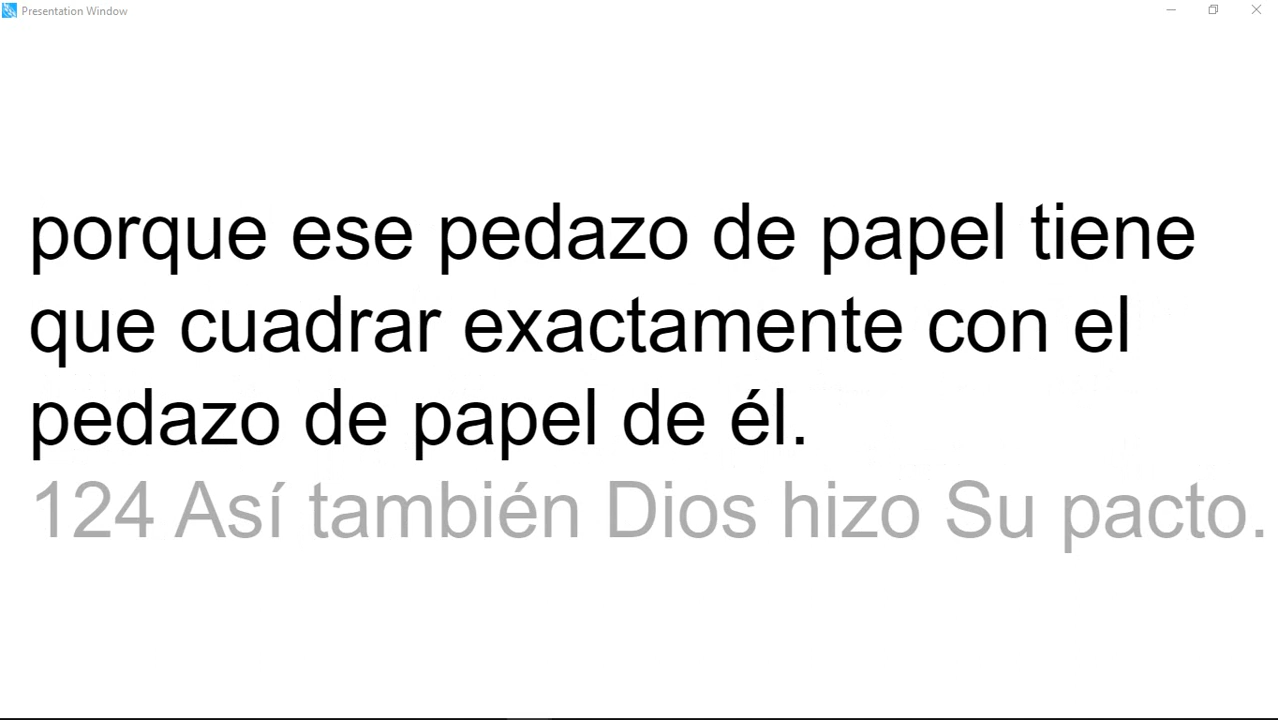 Presentation Window
porque ese pedazo de papel tiene
que cuadrar exactamente con el
pedazo de papel de él.
124 Así también Dios hizo Su pacto.